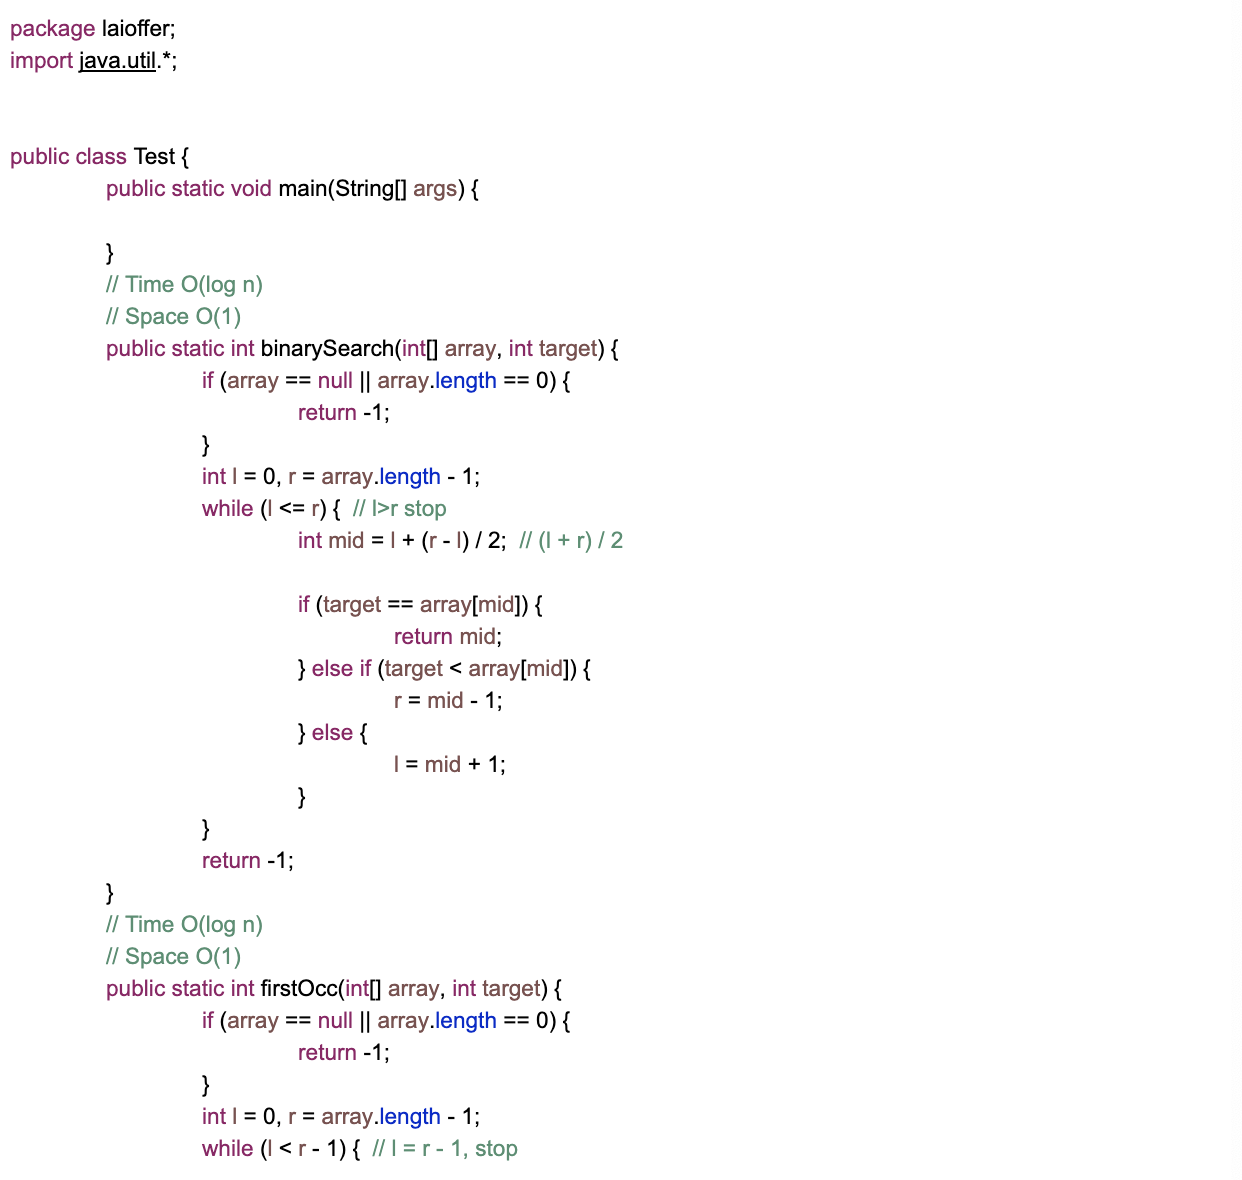 package laioffer;
import java.util.*;
public class Test {
public static void main(String[] args) {
}
// Time O(log n)
// Space O(1)
public static int binarySearch(int[] array, int target) {
if (array == null || array.length == 0) {
return -1;
}
int l = 0, r = array.length - 1;
while (l <= r) { // l>r stop
int mid = l + (r - l) / 2; // (l + r) / 2
if (target == array[mid]) {
return mid;
} else if (target < array[mid]) {
r = mid - 1;
} else {
l = mid + 1;
}
}
return -1;
}
// Time O(log n)
// Space O(1)
public static int firstOcc(int[] array, int target) {
if (array == null || array.length == 0) {
return -1;
}
int l = 0, r = array.length - 1;
while (l < r - 1) { // l = r - 1, stop